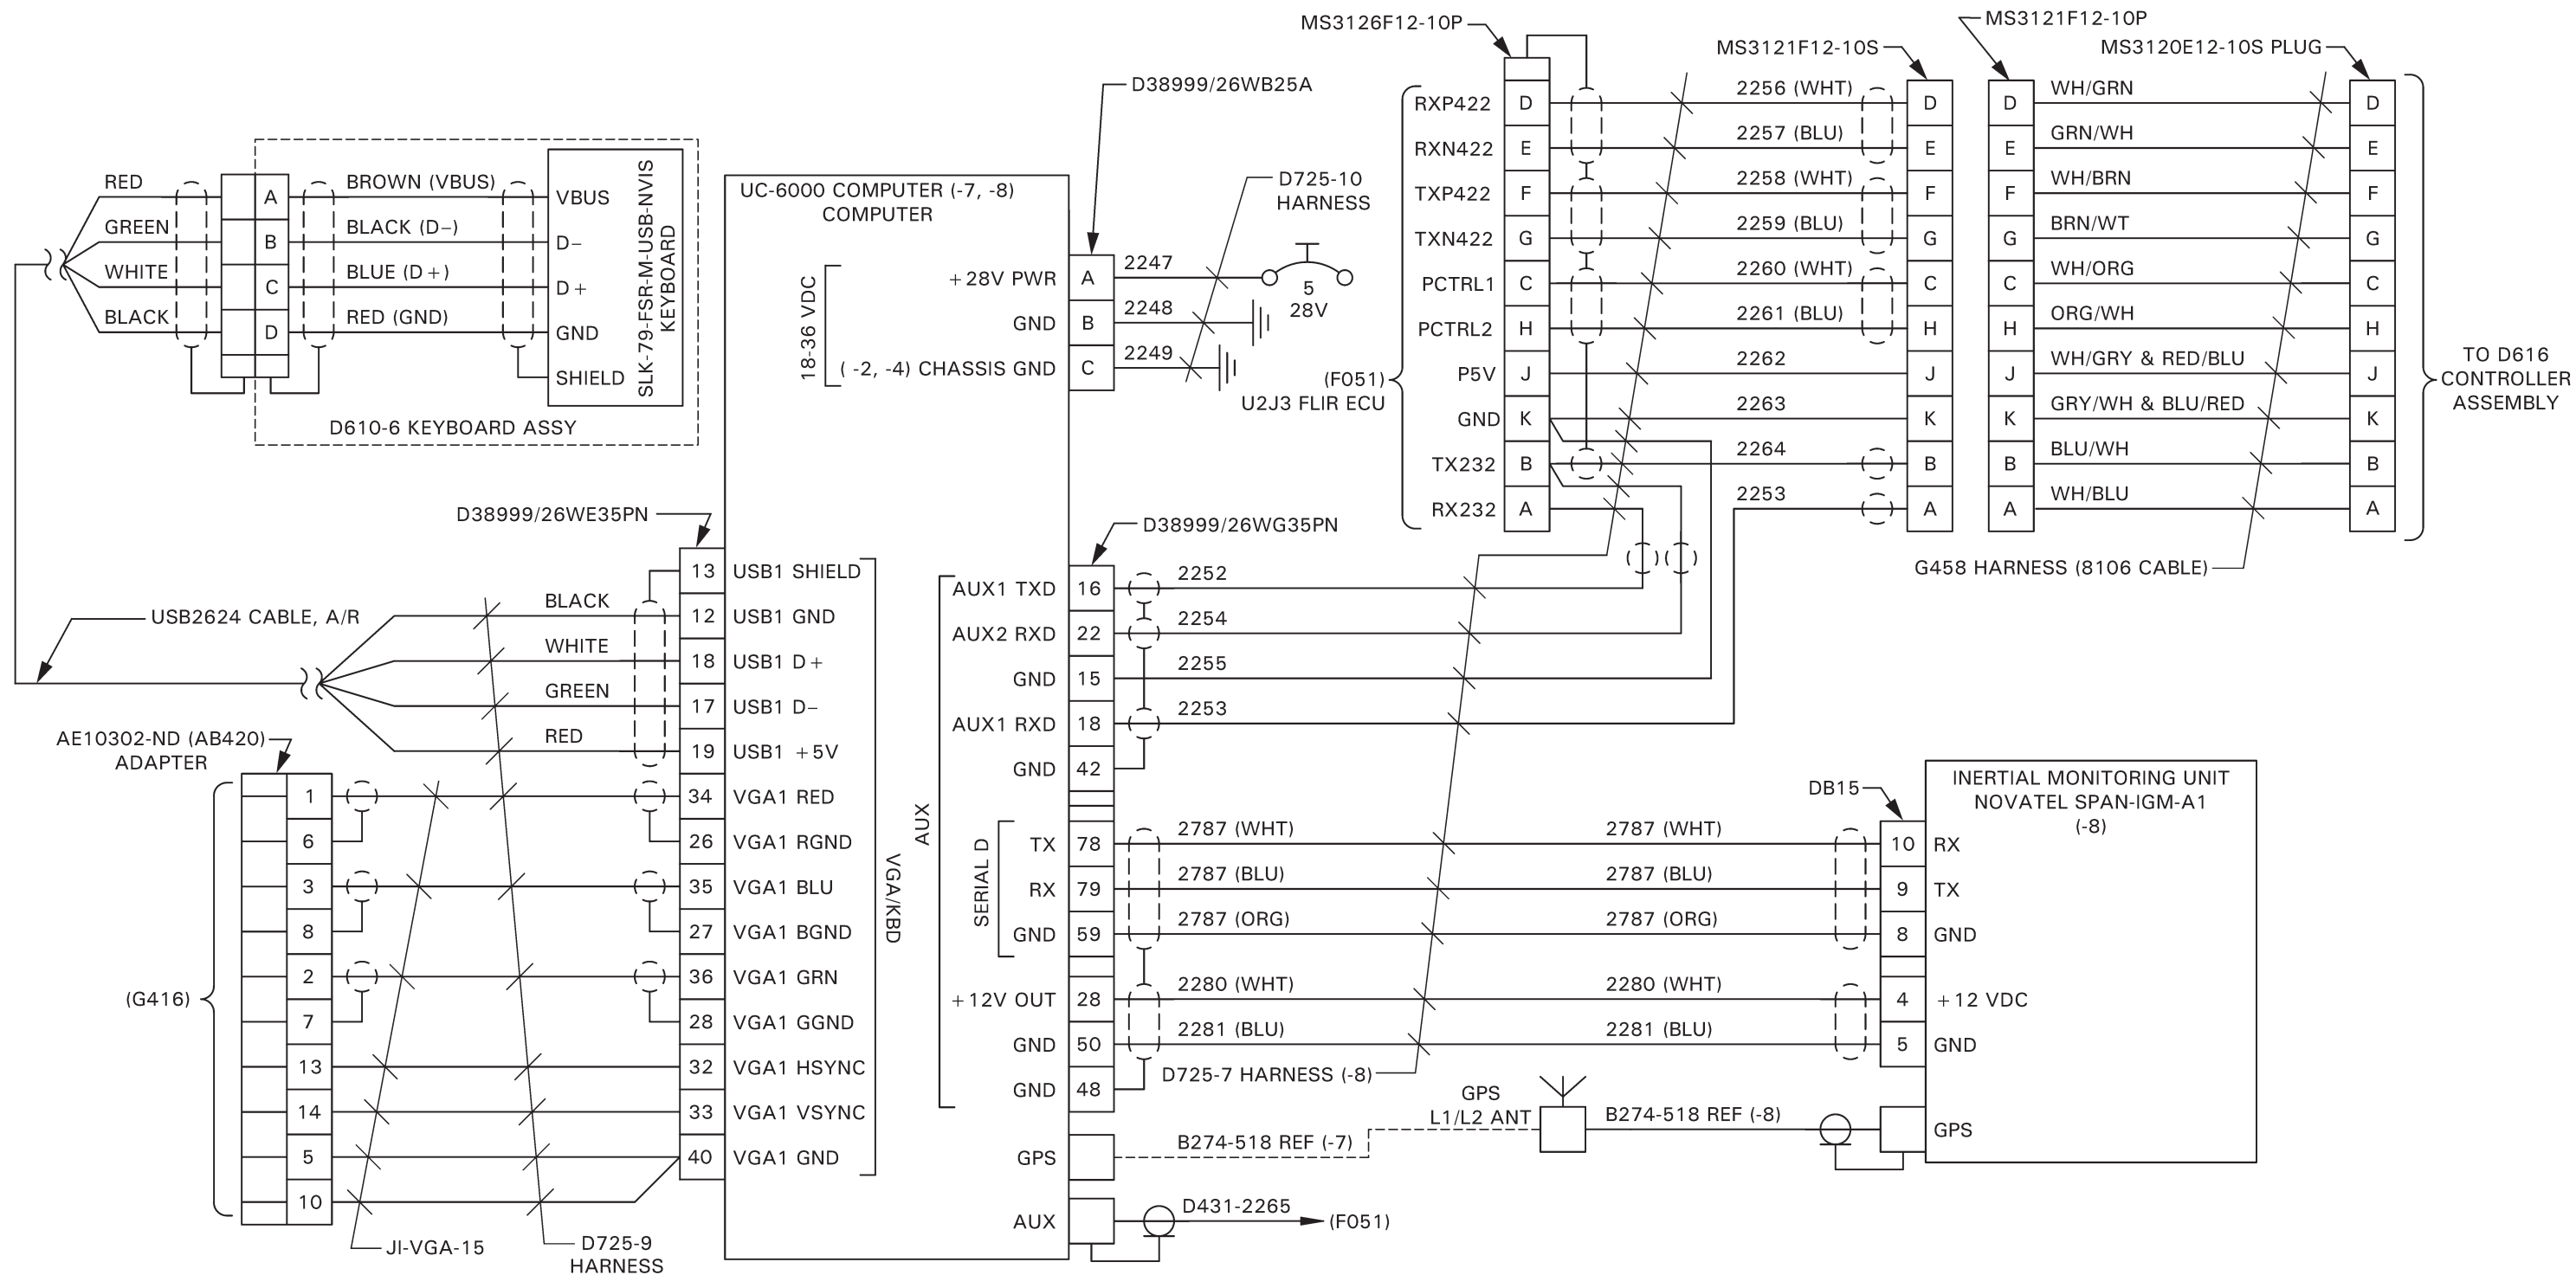 MS3126F12-10P
MS3121F12-10S
MS3121F12-10P
MS3120E12-10S PLUG
D38999/26WB25A
RED
GREEN
WHITE
BLACK
A
B
C
D
BROWN (VBUS)
BLACK (D−)
BLUE (D+)
RED (GND)
VBUS
D−
D+
GND
SHIELD
SLK-79-FSR-M-USB-NVIS
KEYBOARD
D610-6 KEYBOARD ASSY
UC-6000 COMPUTER (-7, -8)
COMPUTER
18-36 VDC
+28V PWR A 2247
GND B 2248
( -2, -4) CHASSIS GND C 2249
D725-10
HARNESS
5
28V
(F051)
U2J3 FLIR ECU
RXP422 D 2256 (WHT) D
RXN422 E 2257 (BLU) E
TXP422 F 2258 (WHT) F
TXN422 G 2259 (BLU) G
PCTRL1 C 2260 (WHT) C
PCTRL2 H 2261 (BLU) H
P5V J 2262 J
GND K 2263 K
TX232 B 2264 B
RX232 A 2253 A
D WH/GRN D
E GRN/WH E
F WH/BRN F
G BRN/WT G
C WH/ORG C
H ORG/WH H
J WH/GRY & RED/BLU J
K GRY/WH & BLU/RED K
B BLU/WH B
A WH/BLU A
TO D616
CONTROLLER
ASSEMBLY
G458 HARNESS (8106 CABLE)
D38999/26WE35PN
USB2624 CABLE, A/R
13 USB1 SHIELD
BLACK 12 USB1 GND
WHITE 18 USB1 D+
GREEN 17 USB1 D−
RED 19 USB1 +5V
AE10302-ND (AB420)
ADAPTER
(G416)
1 34 VGA1 RED
6 26 VGA1 RGND
3 35 VGA1 BLU
8 27 VGA1 BGND
2 36 VGA1 GRN
7 28 VGA1 GGND
13 32 VGA1 HSYNC
14 33 VGA1 VSYNC
5 40 VGA1 GND
10
VGA/KBD
JI-VGA-15
D725-9
HARNESS
D38999/26WG35PN
AUX
AUX1 TXD 16 2252
AUX2 RXD 22 2254
GND 15 2255
AUX1 RXD 18 2253
GND 42
SERIAL D
TX 78 2787 (WHT) 2787 (WHT) 10 RX
RX 79 2787 (BLU) 2787 (BLU) 9 TX
GND 59 2787 (ORG) 2787 (ORG) 8 GND
+12V OUT 28 2280 (WHT) 2280 (WHT) 4 +12 VDC
GND 50 2281 (BLU) 2281 (BLU) 5 GND
GND 48
D725-7 HARNESS (-8)
DB15
INERTIAL MONITORING UNIT
NOVATEL SPAN-IGM-A1
(-8)
GPS
L1/L2 ANT
GPS B274-518 REF (-7)
B274-518 REF (-8) GPS
AUX D431-2265 (F051)